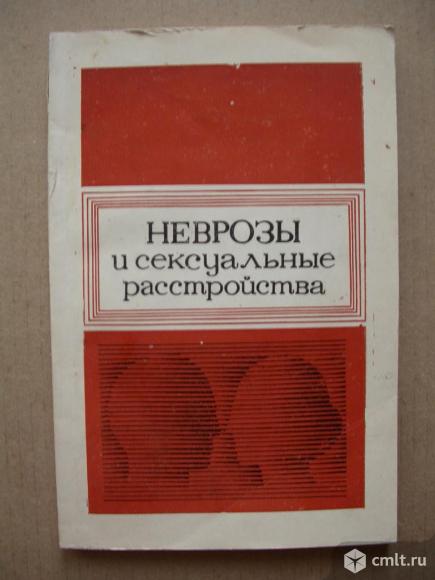 НЕВРОЗЫ
и сексуальные
расстройства
cmlt.ru